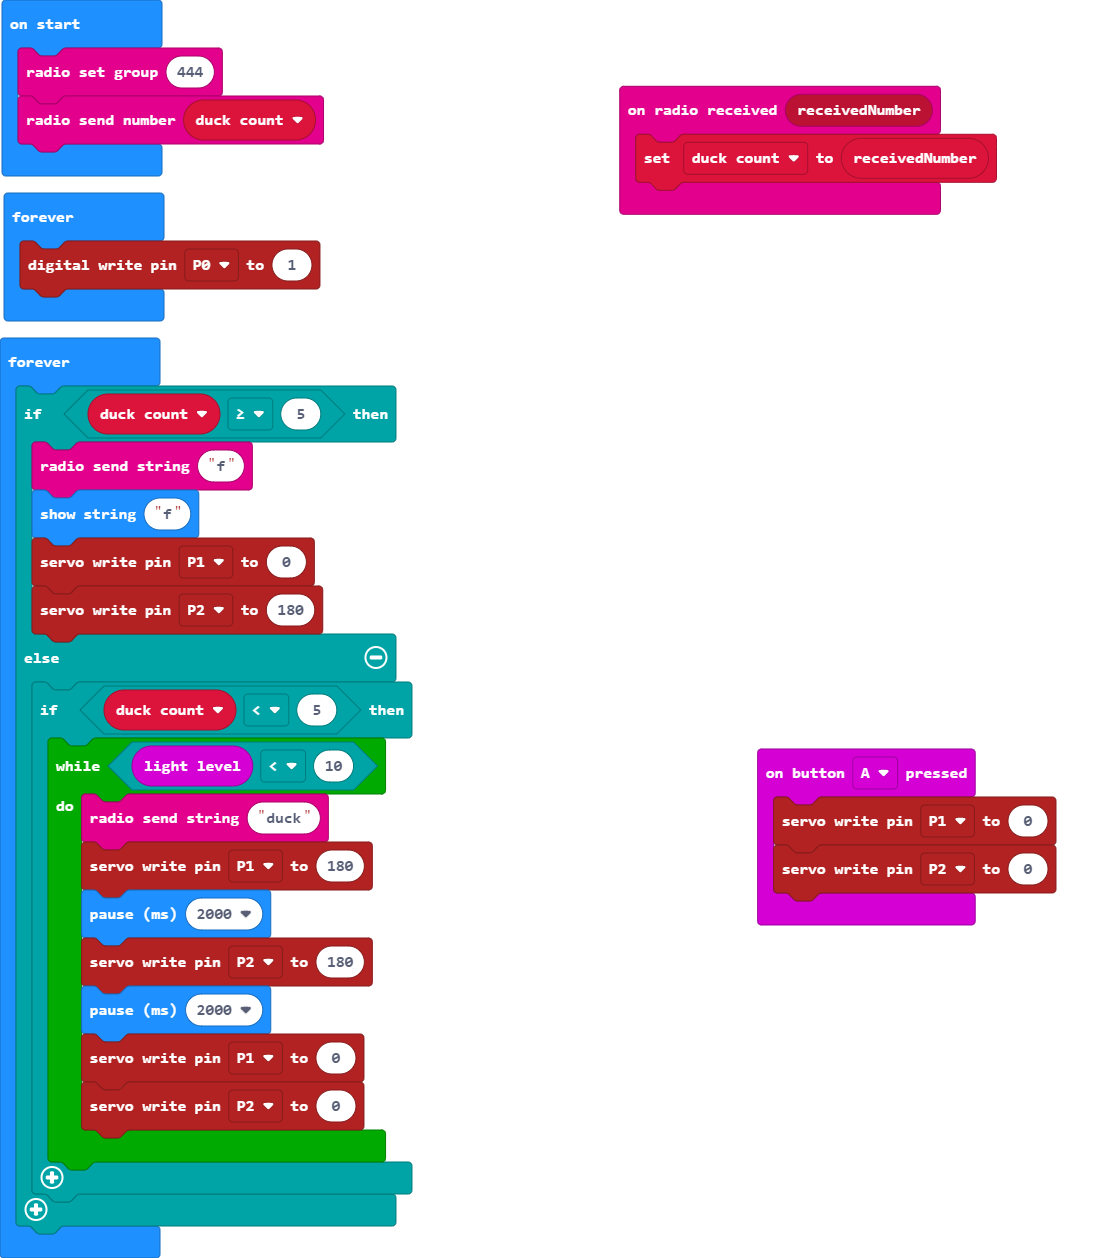 on start
radio set group 444
radio send number duck count
forever
digital write pin P0 to 1
forever
if duck count ≥ 5 then
radio send string "f"
show string "f"
servo write pin P1 to 0
servo write pin P2 to 180
else
if duck count < 5 then
while light level < 10
do
radio send string "duck"
servo write pin P1 to 180
pause (ms) 2000
servo write pin P2 to 180
pause (ms) 2000
servo write pin P1 to 0
servo write pin P2 to 0
on radio received receivedNumber
set duck count to receivedNumber
on button A pressed
servo write pin P1 to 0
servo write pin P2 to 0